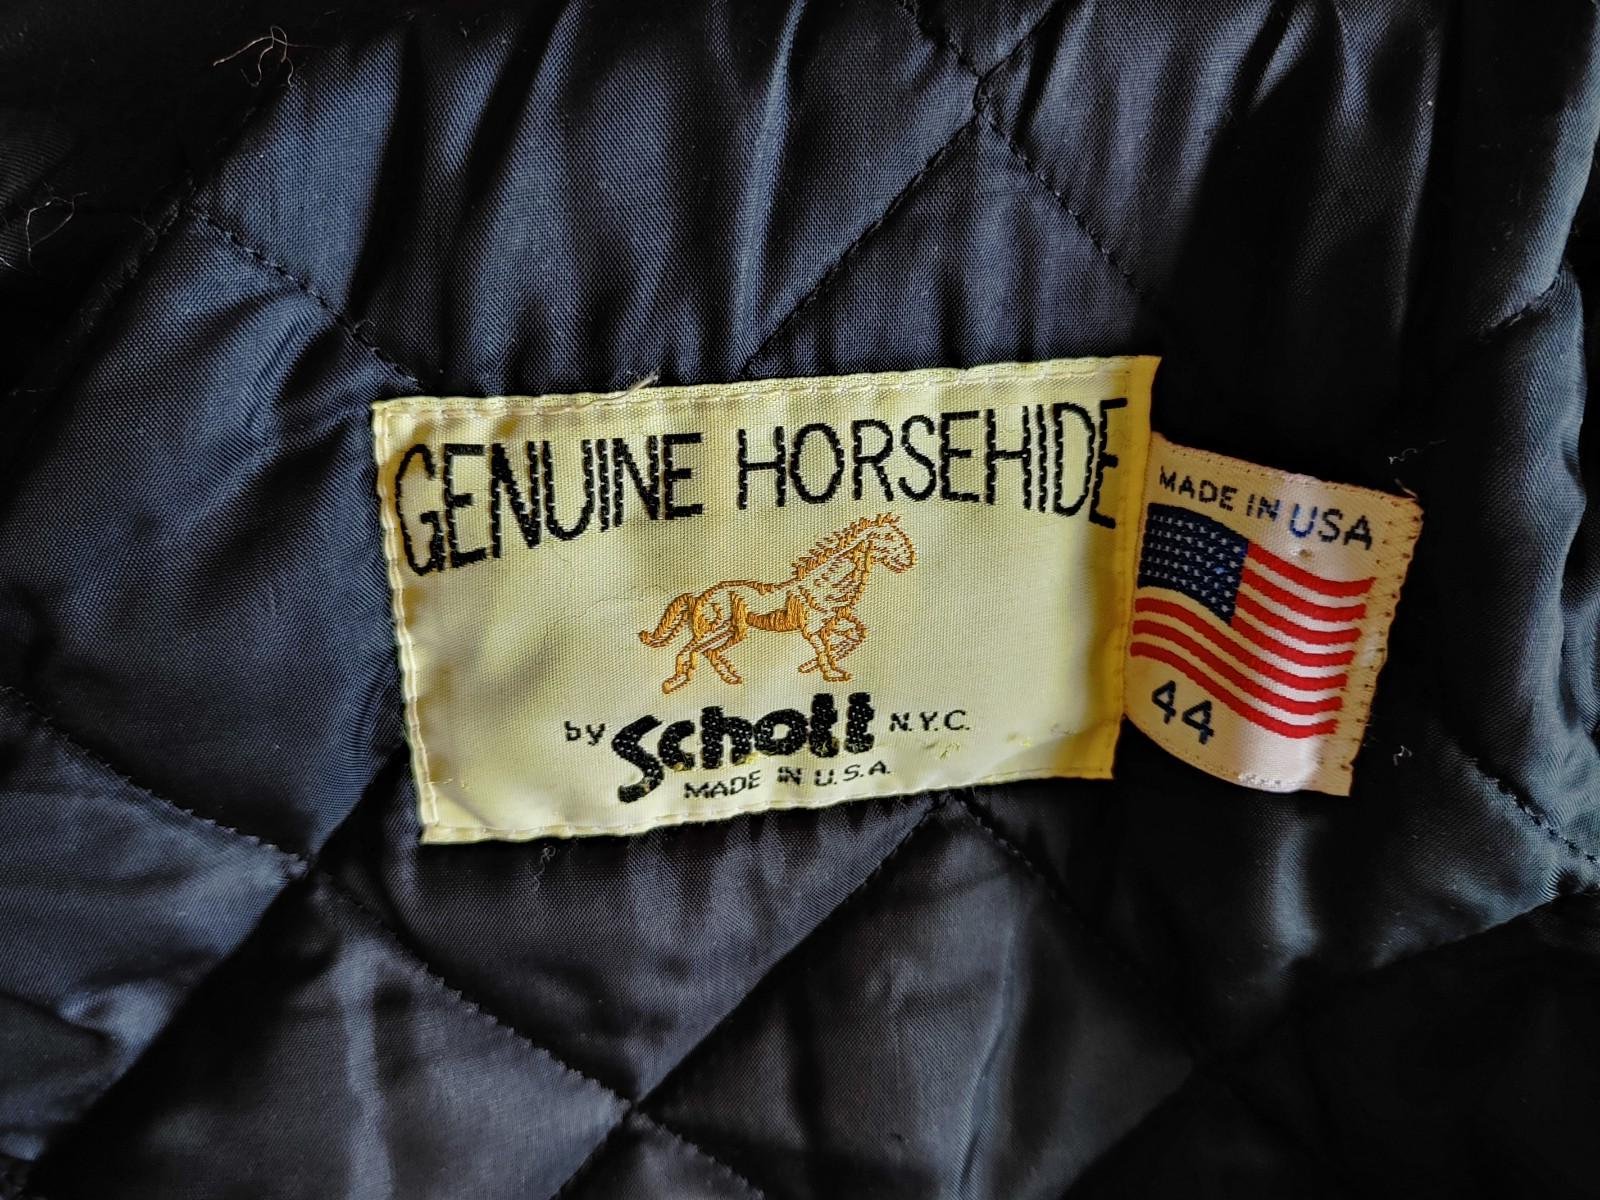 GENUINE HORSEHIDE
by Schott N.Y.C.
MADE IN U.S.A.
MADE IN USA
44